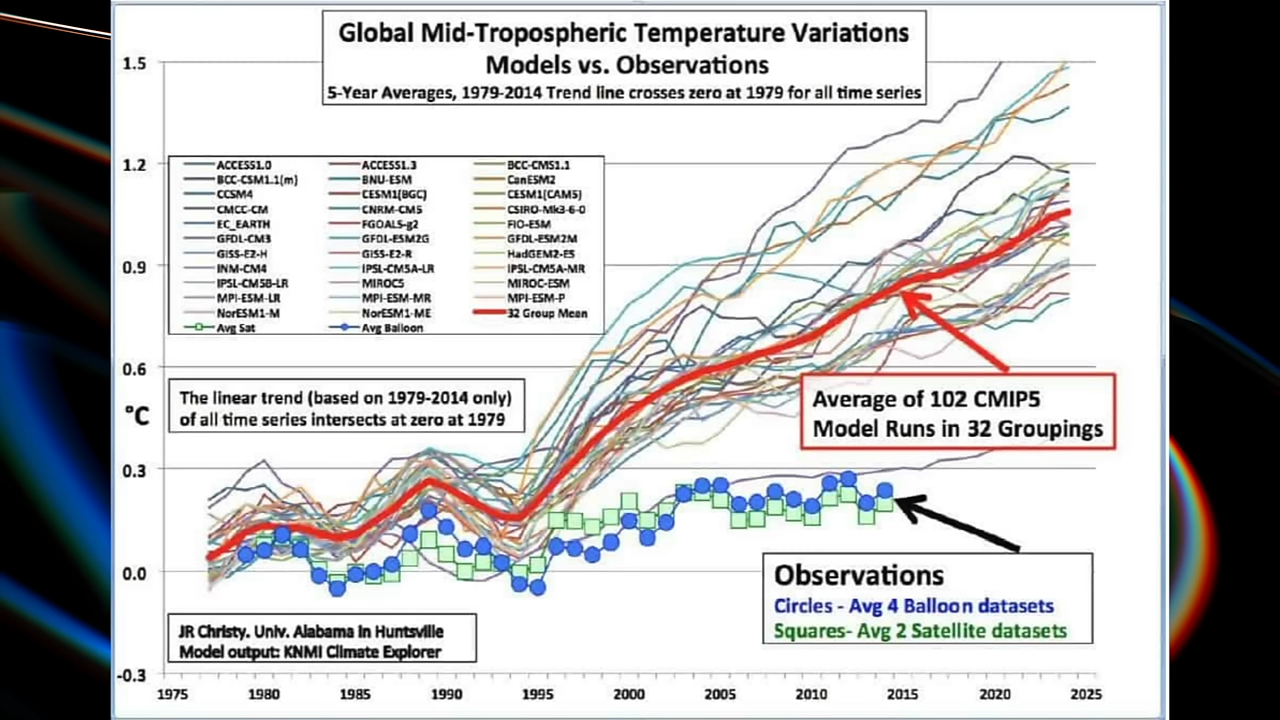 Global Mid-Tropospheric Temperature Variations
Models vs. Observations
5-Year Averages, 1979-2014 Trend line crosses zero at 1979 for all time series
1.5
1.2
0.9
0.6
°C
0.3
0.0
-0.3
ACCESS1.0 ACCESS1.3 BCC-CMS1.1
BCC-CSM1.1(m) BNU-ESM CanESM2
CCSM4 CESM1(BGC) CESM1(CAM5)
CMCC-CM CNRM-CM5 CSIRO-Mk3-6-0
EC_EARTH FGOALS-g2 FIO-ESM
GFDL-CM3 GFDL-ESM2G GFDL-ESM2M
GISS-E2-H GISS-E2-R HadGEM2-ES
INM-CM4 IPSL-CM5A-LR IPSL-CM5A-MR
IPSL-CM5B-LR MIROC5 MIROC-ESM
MPI-ESM-LR MPI-ESM-MR MPI-ESM-P
NorESM1-M NorESM1-ME 32 Group Mean
Avg Sat Avg Balloon
The linear trend (based on 1979-2014 only)
of all time series intersects at zero at 1979
Average of 102 CMIP5
Model Runs in 32 Groupings
Observations
Circles - Avg 4 Balloon datasets
Squares- Avg 2 Satellite datasets
JR Christy. Univ. Alabama in Huntsville
Model output: KNMI Climate Explorer
1975 1980 1985 1990 1995 2000 2005 2010 2015 2020 2025